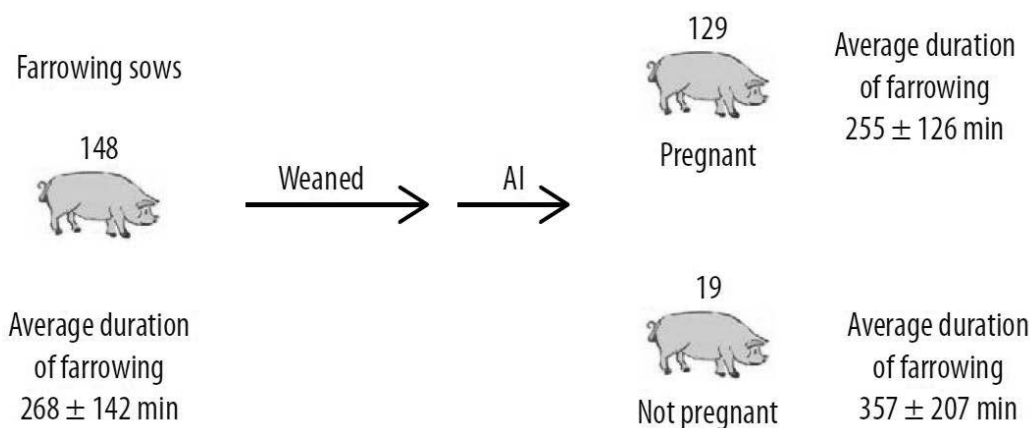 Farrowing sows
148
Average duration
of farrowing
268 ± 142 min
Weaned
AI
129
Pregnant
Average duration
of farrowing
255 ± 126 min
19
Not pregnant
Average duration
of farrowing
357 ± 207 min